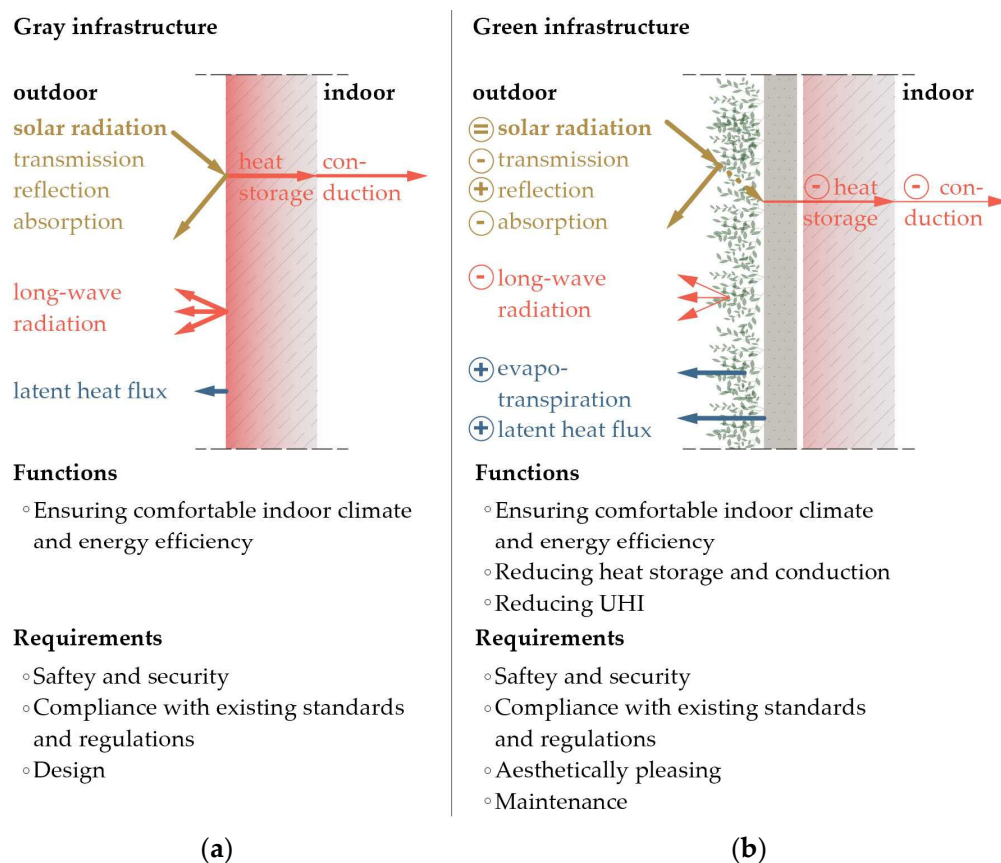 Gray infrastructure
outdoor
indoor
solar radiation
transmission
reflection
absorption
heat
storage
con-
duction
long-wave
radiation
latent heat flux
Functions
◦ Ensuring comfortable indoor climate
and energy efficiency
Requirements
◦ Saftey and security
◦ Compliance with existing standards
and regulations
◦ Design
(a)
Green infrastructure
outdoor
indoor
= solar radiation
- transmission
+ reflection
- absorption
- heat
storage
- con-
duction
- long-wave
radiation
+ evapo-
transpiration
+ latent heat flux
Functions
◦ Ensuring comfortable indoor climate
and energy efficiency
◦ Reducing heat storage and conduction
◦ Reducing UHI
Requirements
◦ Saftey and security
◦ Compliance with existing standards
and regulations
◦ Aesthetically pleasing
◦ Maintenance
(b)